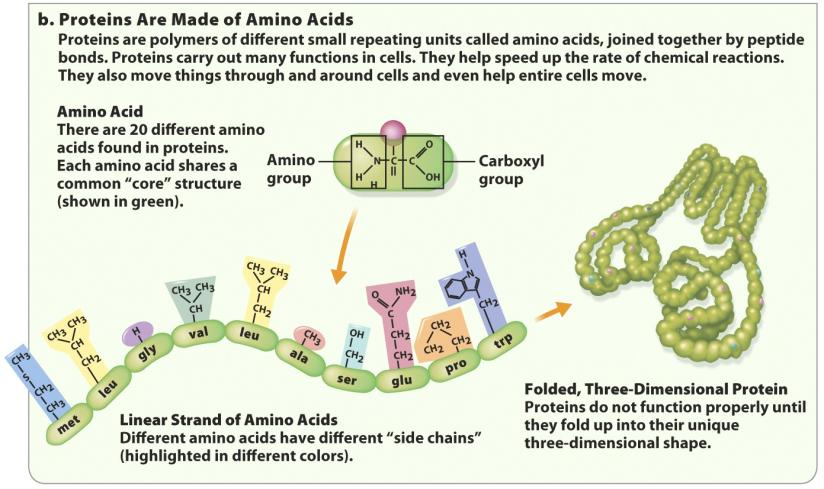 b. Proteins Are Made of Amino Acids
Proteins are polymers of different small repeating units called amino acids, joined together by peptide
bonds. Proteins carry out many functions in cells. They help speed up the rate of chemical reactions.
They also move things through and around cells and even help entire cells move.
Amino Acid
There are 20 different amino
acids found in proteins.
Each amino acid shares a
common “core” structure
(shown in green).
Amino
group
H
H
N
H
C
C
O
OH
Carboxyl
group
CH3
S
CH2
CH3
met
CH3 CH3
CH
CH2
leu
H
gly
CH3 CH3
CH
val
CH3 CH3
CH
CH2
leu
CH3
ala
OH
CH2
ser
O
NH2
C
CH2
CH2
glu
CH2
CH2
CH2
pro
H
N
CH2
trp
Linear Strand of Amino Acids
Different amino acids have different “side chains”
(highlighted in different colors).
Folded, Three-Dimensional Protein
Proteins do not function properly until
they fold up into their unique
three-dimensional shape.